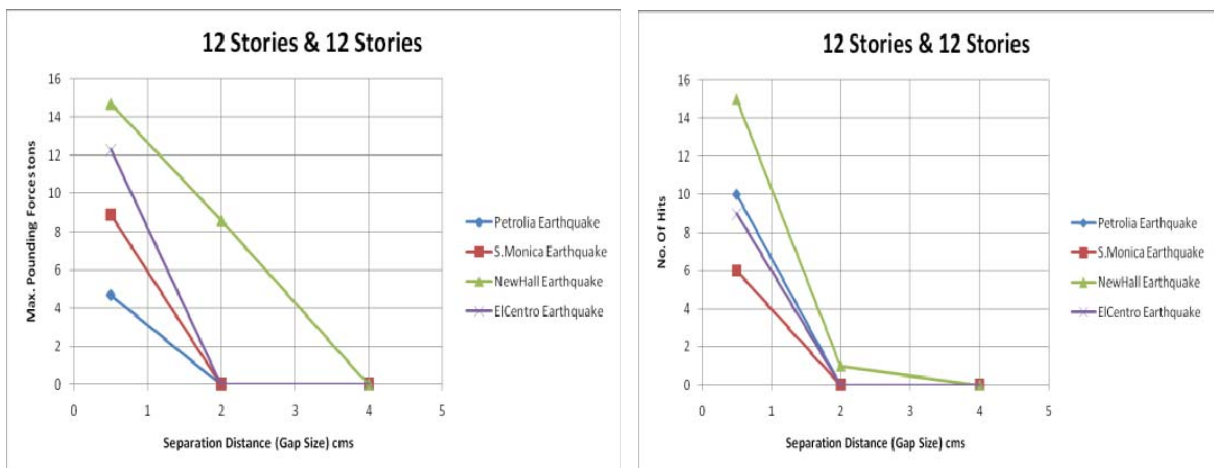 12 Stories & 12 Stories
Max. Pounding Forces tons
16
14
12
10
8
6
4
2
0
0 1 2 3 4 5
Separation Distance (Gap Size) cms
Petrolia Earthquake
S.Monica Earthquake
NewHall Earthquake
ElCentro Earthquake
12 Stories & 12 Stories
No. Of Hits
16
14
12
10
8
6
4
2
0
0 1 2 3 4 5
Separation Distance (Gap Size) cms
Petrolia Earthquake
S.Monica Earthquake
NewHall Earthquake
ElCentro Earthquake